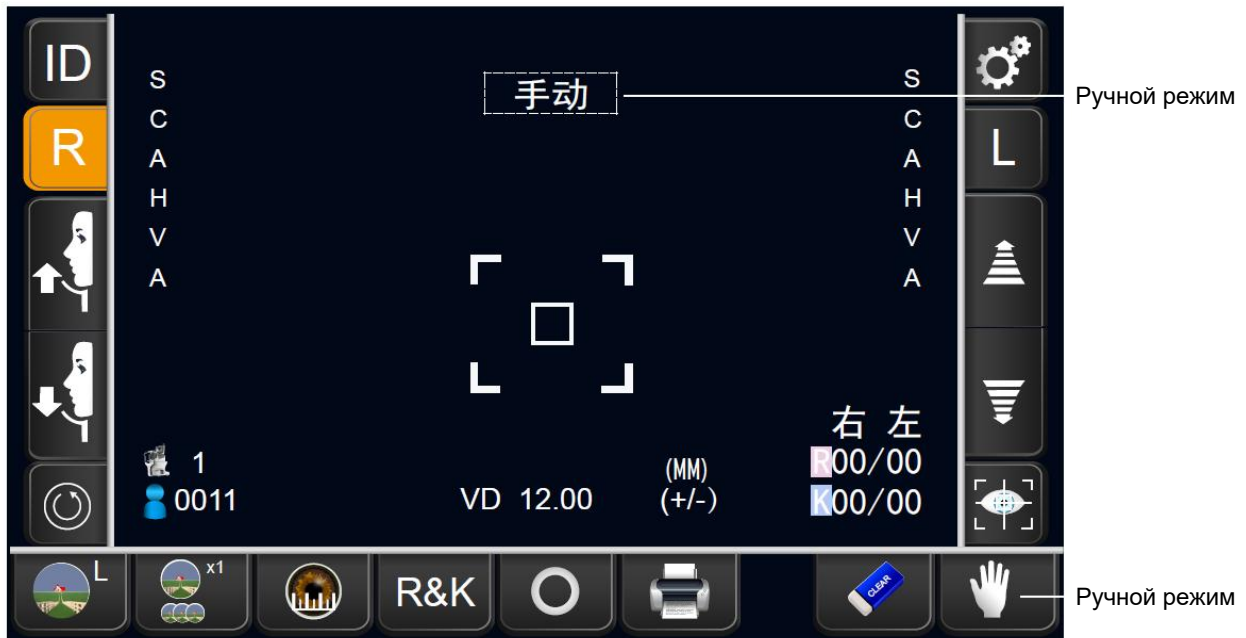 ID
S
手动
S
Ручной режим
C
C
R
L
A
A
H
H
V
V
A
A
右 左
1
(MM)
R00/00
0011
VD 12.00
(+/-)
K00/00
L
x1
R&K
CLEAR
Ручной режим